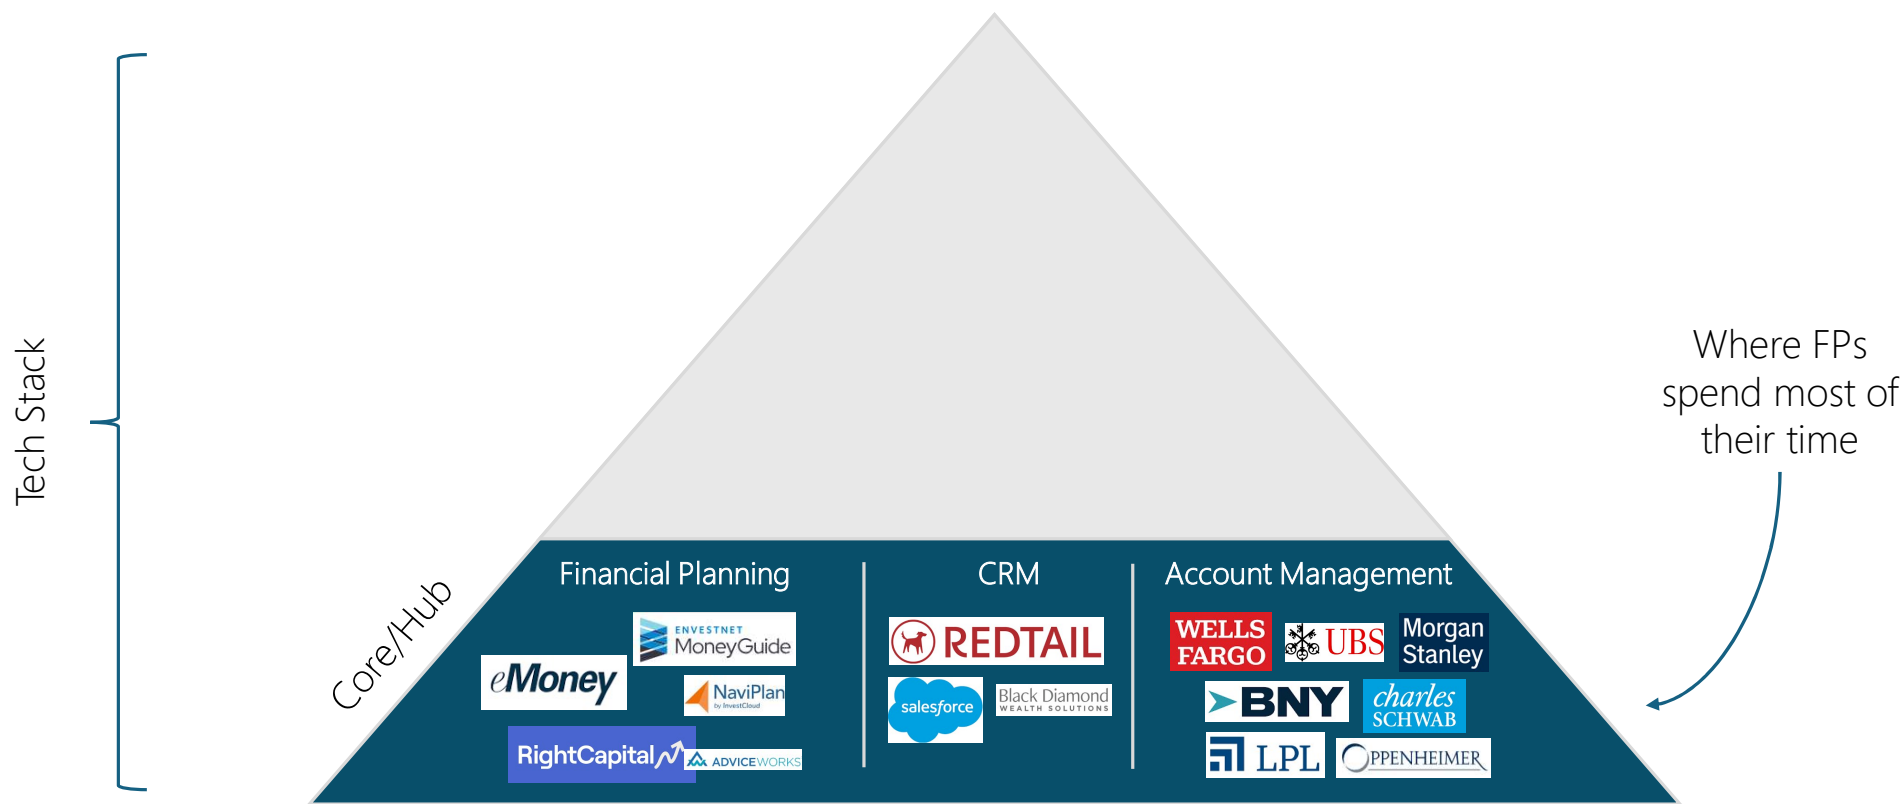 Tech Stack
Core/Hub
Where FPs
spend most of
their time
Financial Planning
ENVESTNET
MoneyGuide
eMoney
NaviPlan
by InvestCloud
RightCapital
ADVICEWORKS
CRM
REDTAIL
salesforce
Black Diamond
WEALTH SOLUTIONS
Account Management
WELLS
FARGO
UBS
Morgan
Stanley
BNY
charles
SCHWAB
LPL
OPPENHEIMER